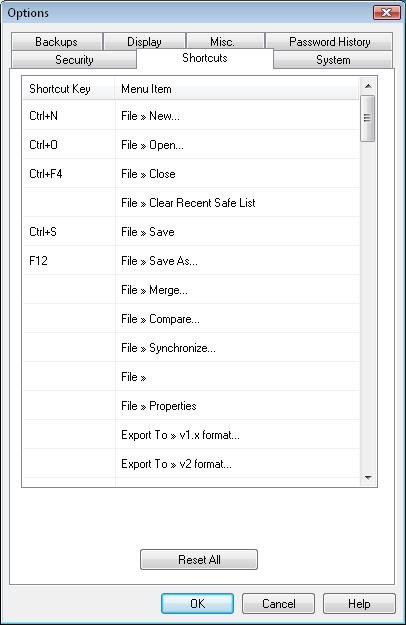 Options
Backups Display Misc. Password History
Security Shortcuts System
Shortcut Key Menu Item
Ctrl+N File » New...
Ctrl+O File » Open...
Ctrl+F4 File » Close
File » Clear Recent Safe List
Ctrl+S File » Save
F12 File » Save As...
File » Merge...
File » Compare...
File » Synchronize...
File »
File » Properties
Export To » v1.x format...
Export To » v2 format...
Reset All
OK Cancel Help